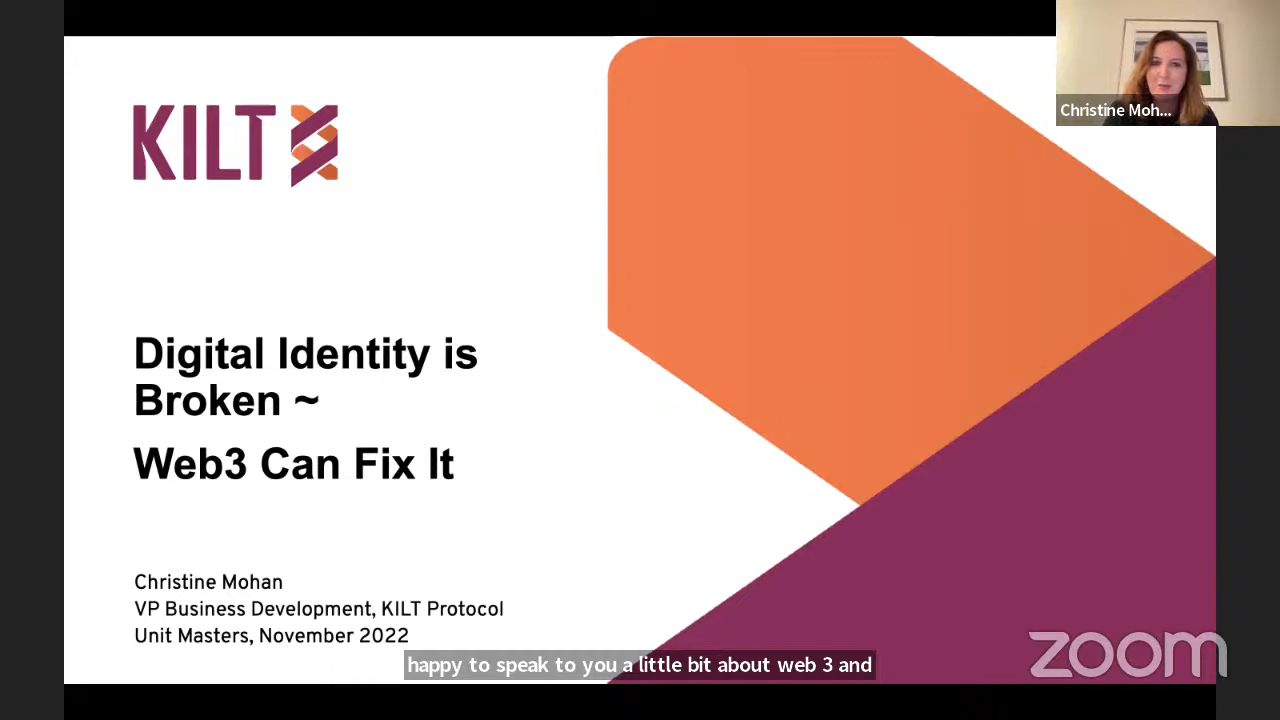 KILT
Christine Moh...
Digital Identity is
Broken ~
Web3 Can Fix It
Christine Mohan
VP Business Development, KILT Protocol
Unit Masters, November 2022
happy to speak to you a little bit about web 3 and
zoom